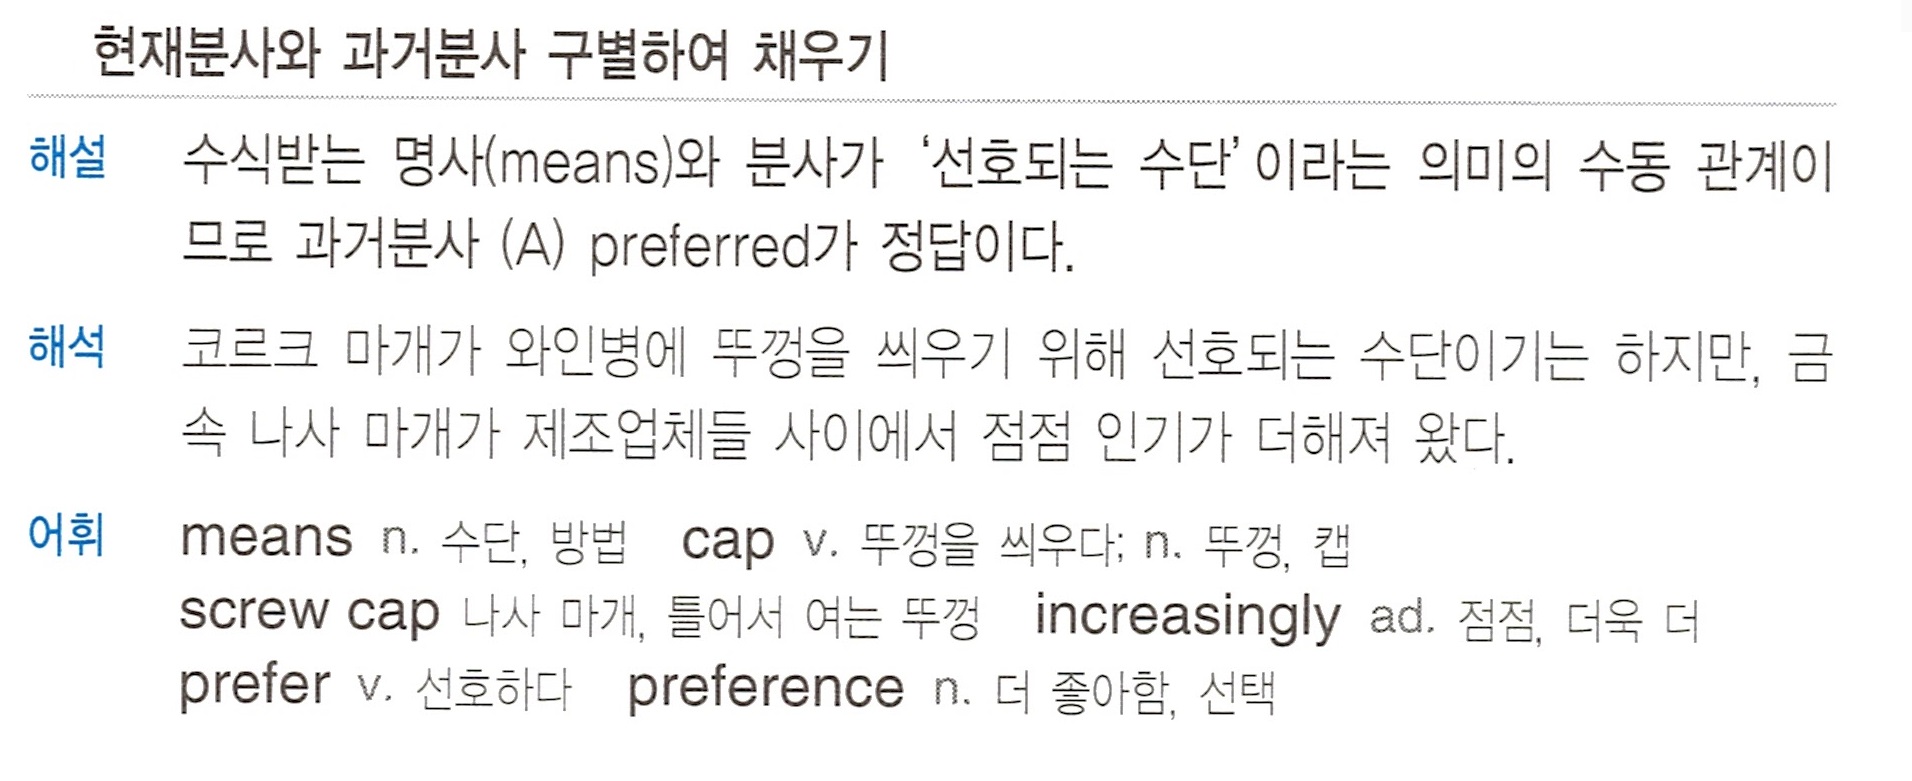 현재분사와 과거분사 구별하여 채우기
해설 수식받는 명사(means)와 분사가 ‘선호되는 수단’이라는 의미의 수동 관계이
므로 과거분사 (A) preferred가 정답이다.
해석 코르크 마개가 와인병에 뚜껑을 씌우기 위해 선호되는 수단이기는 하지만, 금
속 나사 마개가 제조업체들 사이에서 점점 인기가 더해져 왔다.
어휘 means n. 수단, 방법 cap v. 뚜껑을 씌우다; n. 뚜껑, 캡
screw cap 나사 마개, 틀어서 여는 뚜껑 increasingly ad. 점점, 더욱 더
prefer v. 선호하다 preference n. 더 좋아함, 선택